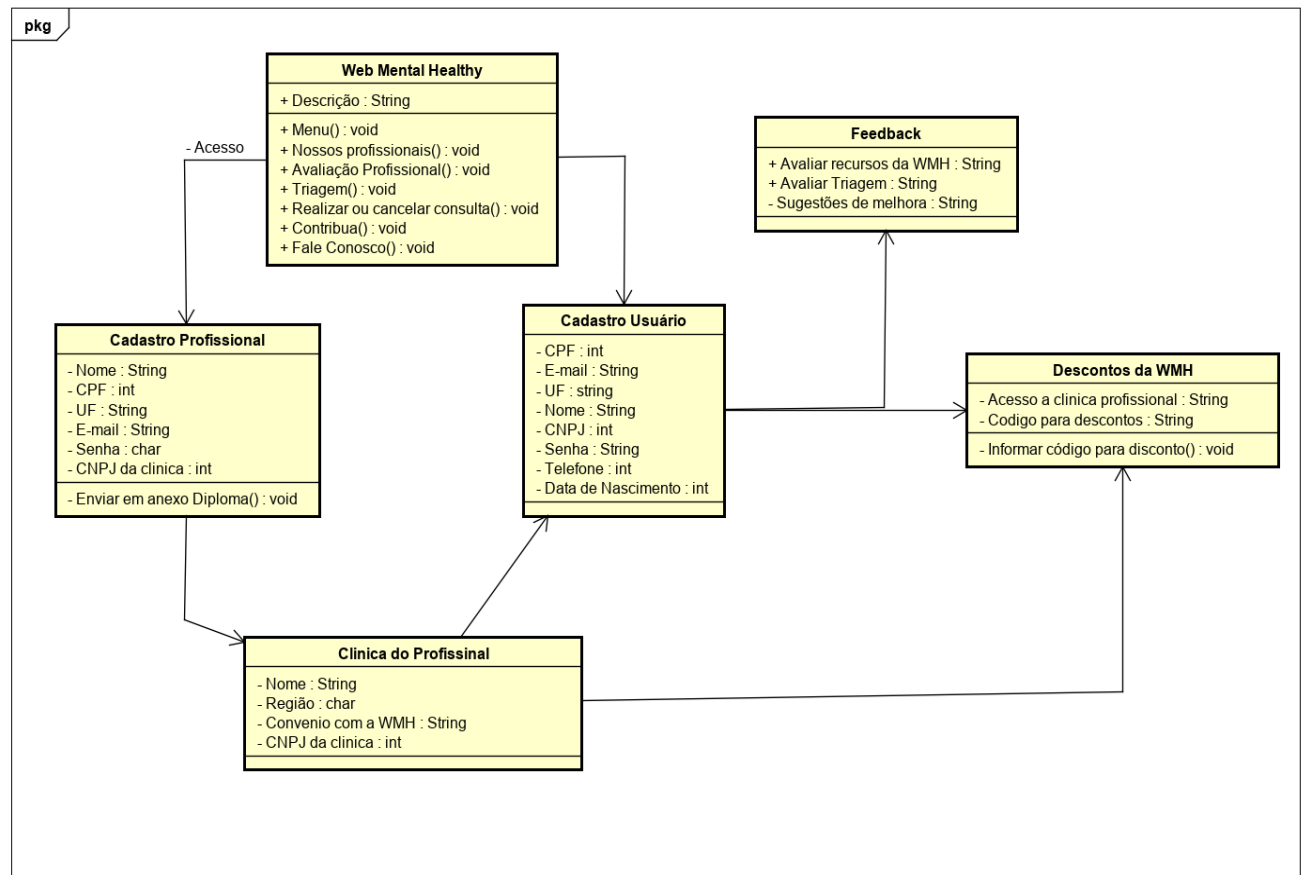 pkg
Web Mental Healthy
+ Descrição : String
+ Menu() : void
+ Nossos profissionais() : void
+ Avaliação Profissional() : void
+ Triagem() : void
+ Realizar ou cancelar consulta() : void
+ Contribua() : void
+ Fale Conosco() : void
- Acesso
Feedback
+ Avaliar recursos da WMH : String
+ Avaliar Triagem : String
- Sugestões de melhora : String
Cadastro Profissional
- Nome : String
- CPF : int
- UF : String
- E-mail : String
- Senha : char
- CNPJ da clinica : int
- Enviar em anexo Diploma() : void
Cadastro Usuário
- CPF : int
- E-mail : String
- UF : string
- Nome : String
- CNPJ : int
- Senha : String
- Telefone : int
- Data de Nascimento : int
Descontos da WMH
- Acesso a clinica profissional : String
- Codigo para descontos : String
- Informar código para disconto() : void
Clinica do Profissinal
- Nome : String
- Região : char
- Convenio com a WMH : String
- CNPJ da clinica : int